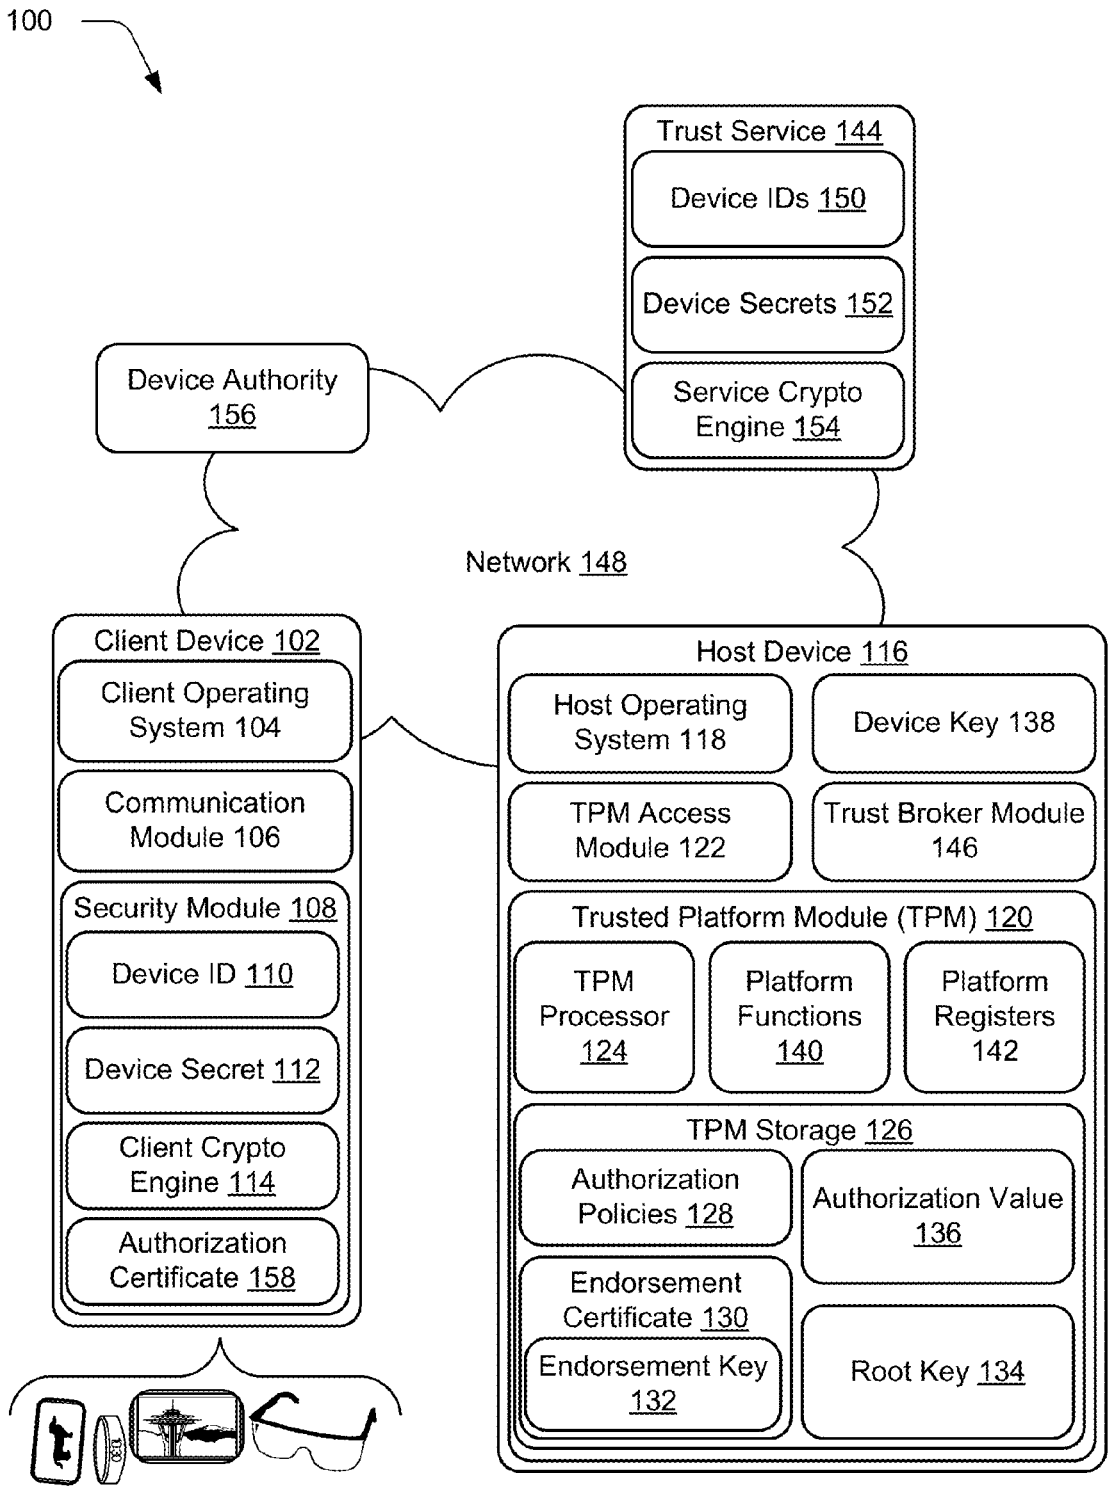 100
Trust Service 144
Device IDs 150
Device Secrets 152
Service Crypto
Engine 154
Device Authority
156
Network 148
Client Device 102
Client Operating
System 104
Communication
Module 106
Security Module 108
Device ID 110
Device Secret 112
Client Crypto
Engine 114
Authorization
Certificate 158
1030
Host Device 116
Host Operating
System 118
Device Key 138
TPM Access
Module 122
Trust Broker Module
146
Trusted Platform Module (TPM) 120
TPM
Processor
124
Platform
Functions
140
Platform
Registers
142
TPM Storage 126
Authorization
Policies 128
Authorization Value
136
Endorsement
Certificate 130
Endorsement Key
132
Root Key 134